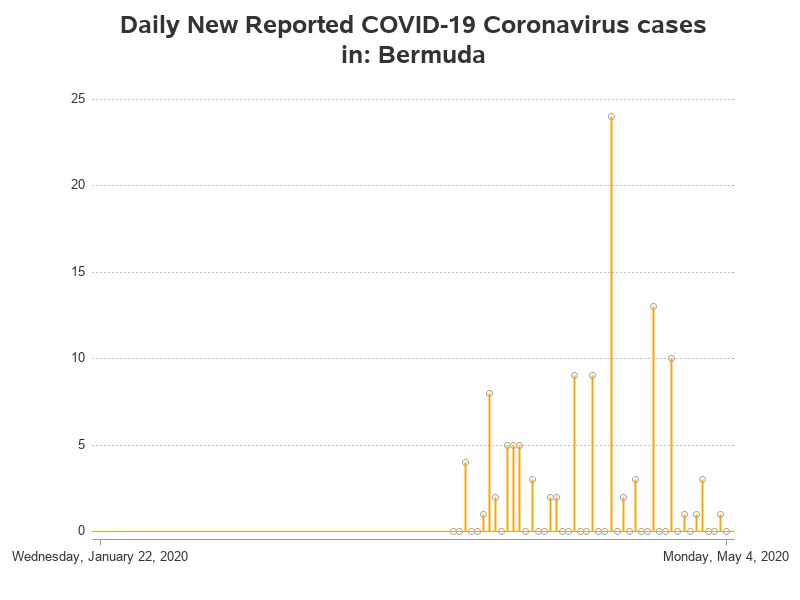 Daily New Reported COVID-19 Coronavirus cases
in: Bermuda
25
20
15
10
5
0
Wednesday, January 22, 2020 Monday, May 4, 2020